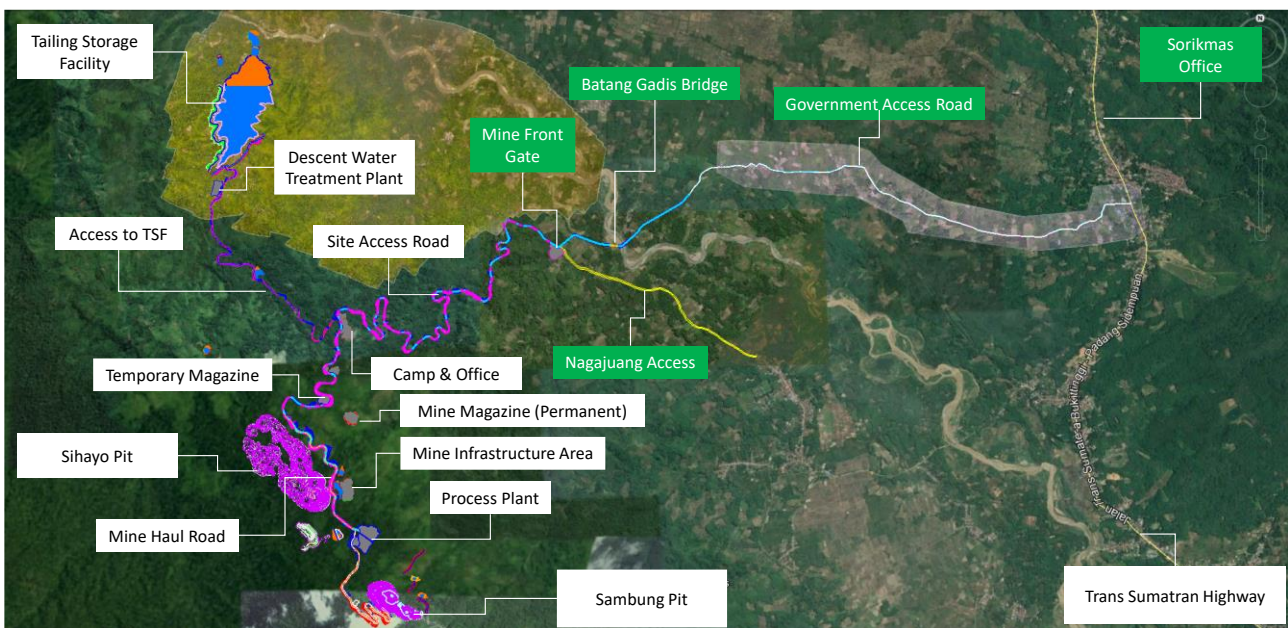 Tailing Storage
Facility
Sorikmas
Office
Batang Gadis Bridge
Government Access Road
Mine Front
Gate
Descent Water
Treatment Plant
Access to TSF
Site Access Road
Nagajuang Access
Temporary Magazine
Camp & Office
Mine Magazine (Permanent)
Sihayo Pit
Mine Infrastructure Area
Process Plant
Mine Haul Road
Sambung Pit
Trans Sumatran Highway